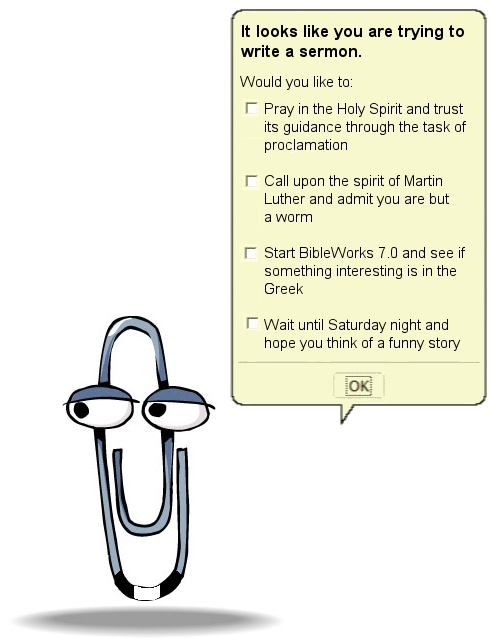 It looks like you are trying to
write a sermon.
Would you like to:
Pray in the Holy Spirit and trust
its guidance through the task of
proclamation
Call upon the spirit of Martin
Luther and admit you are but
a worm
Start BibleWorks 7.0 and see if
something interesting is in the
Greek
Wait until Saturday night and
hope you think of a funny story
OK